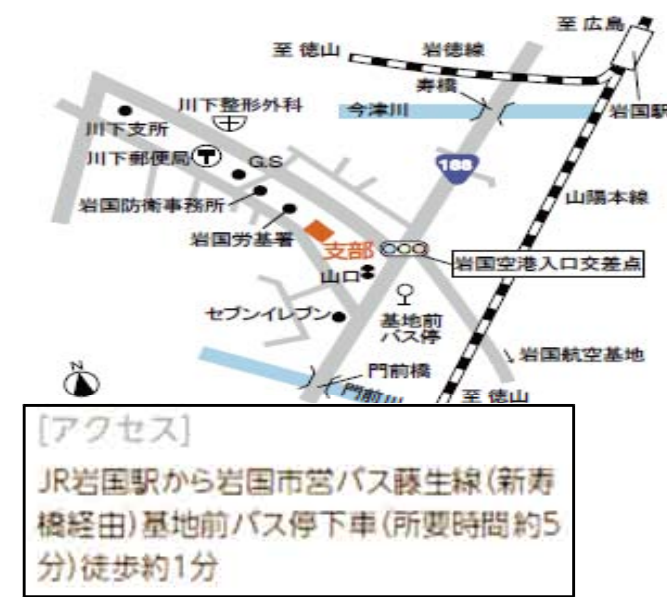 至 広島
至 徳山
岩徳線
寿橋
川下整形外科
今津川
岩国駅
川下支所
川下郵便局
G.S
188
山陽本線
岩国防衛事務所
岩国労基署
支部
岩国空港入口交差点
山口
セブンイレブン
基地前
バス停
岩国航空基地
N
門前橋
門前川
至 徳山
[アクセス]
JR岩国駅から岩国市営バス藤生線(新寿
橋経由)基地前バス停下車(所要時間約5
分)徒歩約1分